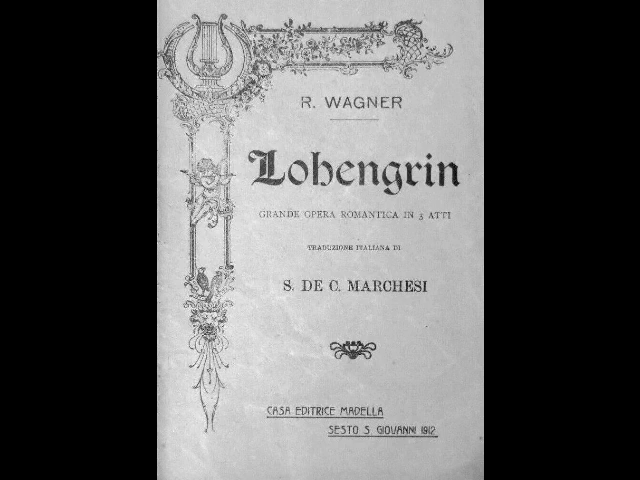 R. WAGNER
Lohengrin
GRANDE OPERA ROMANTICA IN 3 ATTI
TRADUZIONE ITALIANA DI
S. DE C. MARCHESI
CASA EDITRICE MADELLA
SESTO S. GIOVANNI 1912